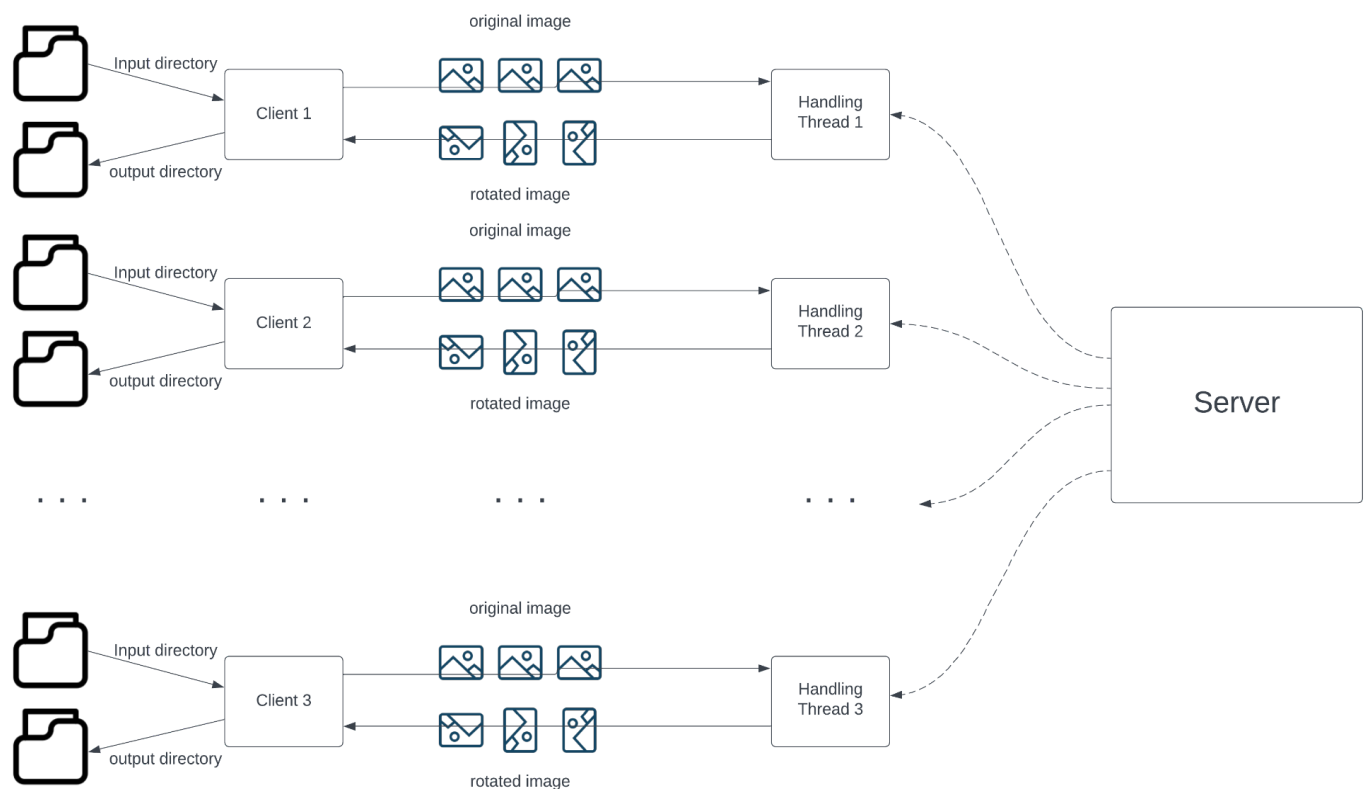 original image
Input directory
Client 1
Handling
Thread 1
output directory
rotated image
original image
Input directory
Client 2
Handling
Thread 2
output directory
rotated image
Server
. . .
. . .
. . .
. . .
original image
Input directory
Client 3
Handling
Thread 3
output directory
rotated image